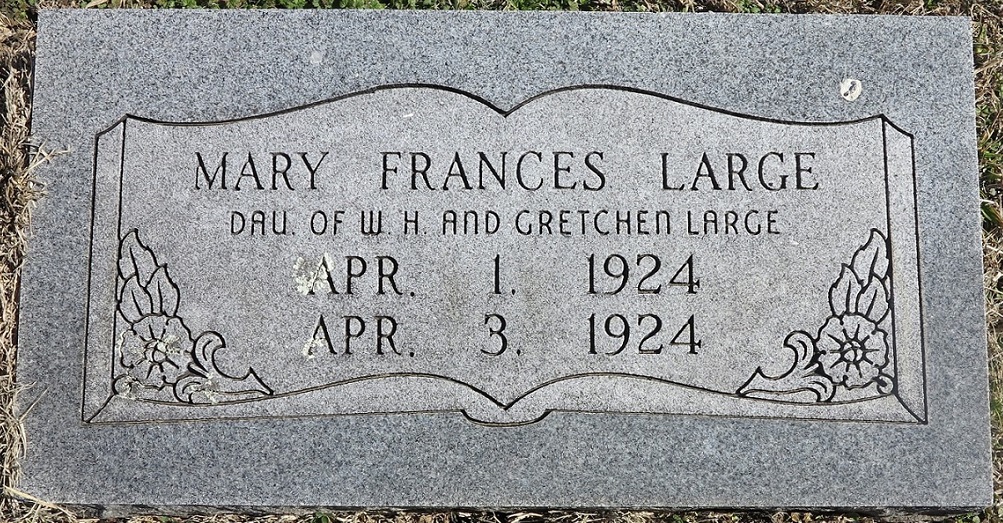 MARY FRANCES LARGE
DAU. OF W. H. AND GRETCHEN LARGE
APR. 1. 1924
APR. 3. 1924